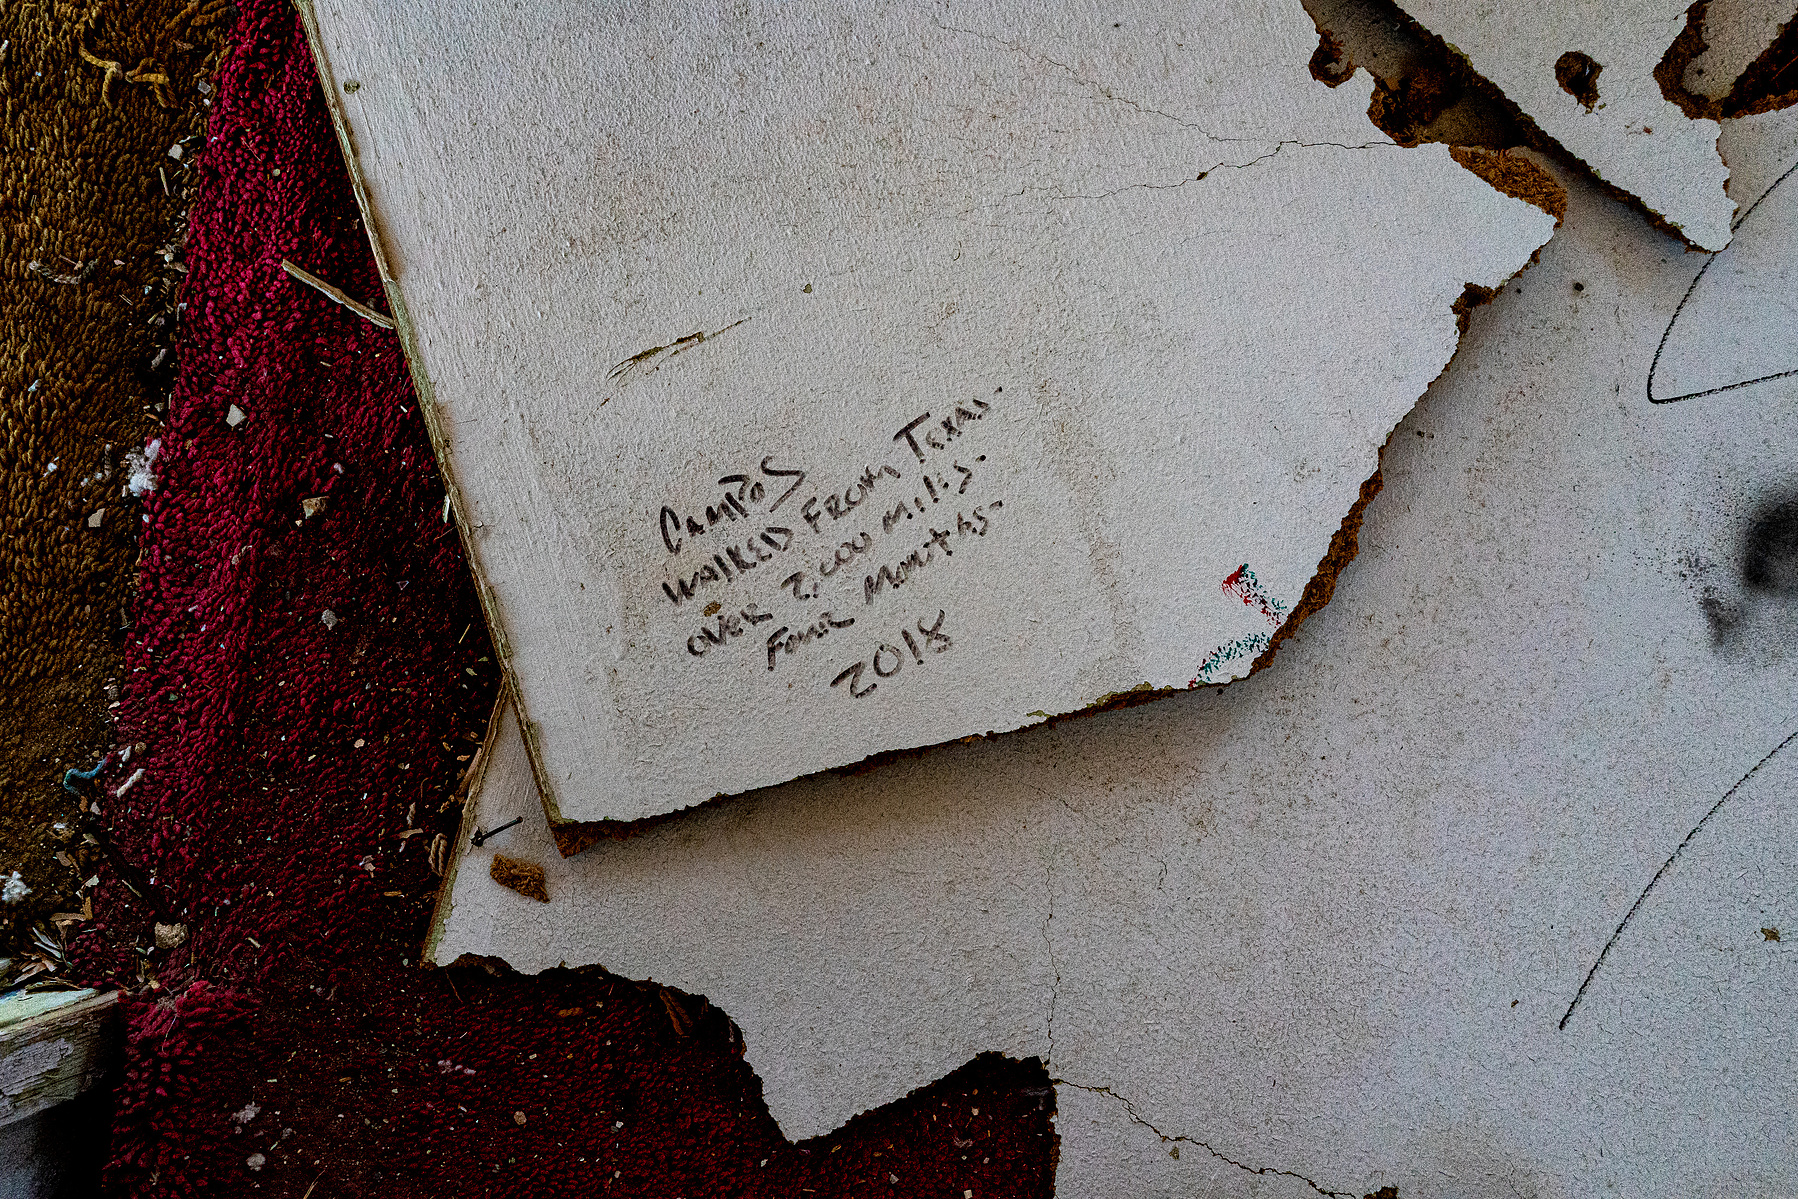 CAMPOS
WALKED FROM TEXAS.
OVER 2,000 MILES.
FOUR MONTHS.
2018